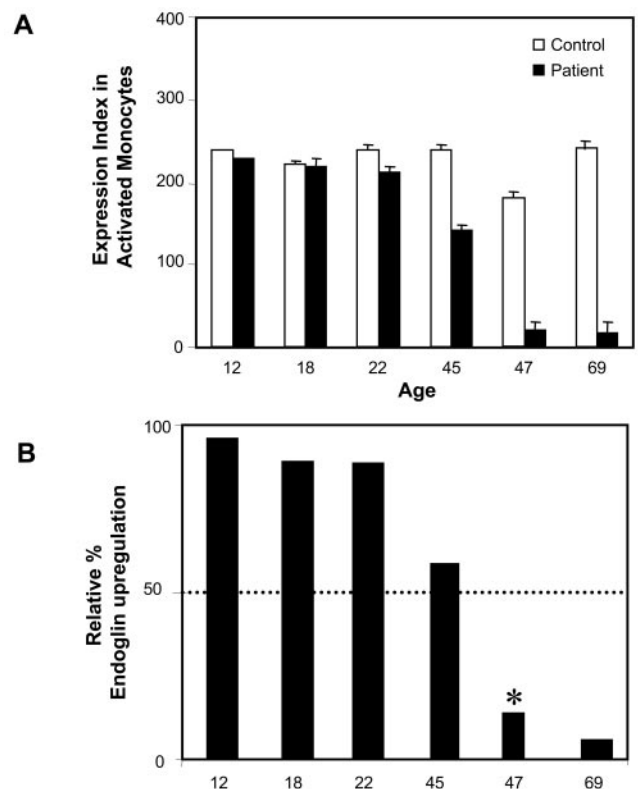 A
400
300
200
100
0
Expression Index in
Activated Monocytes
Control
Patient
12 18 22 45 47 69
Age
B
100
50
0
Relative %
Endoglin upregulation
*
12 18 22 45 47 69